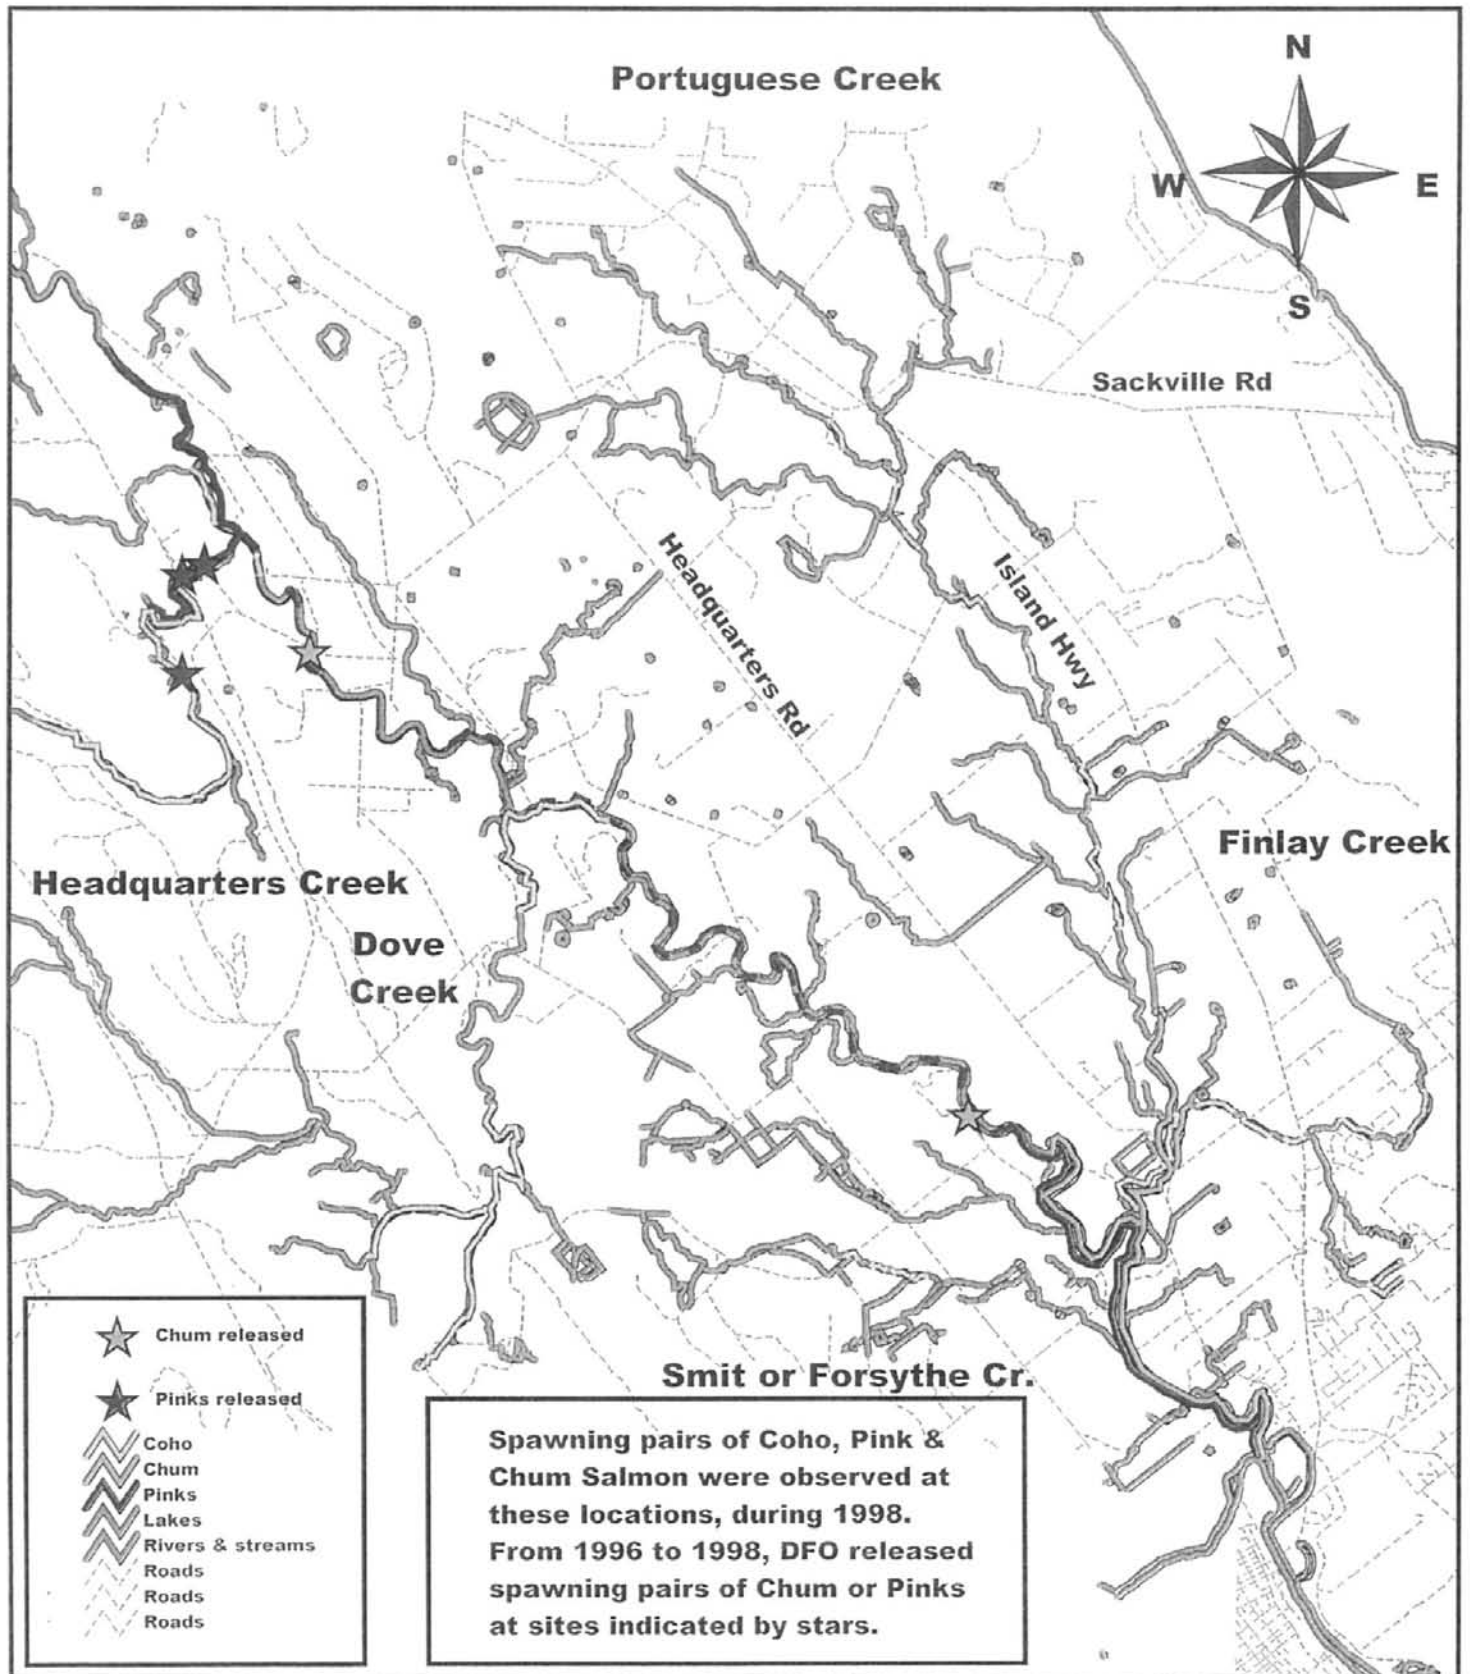 Portuguese Creek
N
W
E
S
Sackville Rd
Headquarters Rd
Island Hwy
Finlay Creek
Headquarters Creek
Dove
Creek
Smit or Forsythe Cr.
Chum released
Pinks released
Coho
Chum
Pinks
Lakes
Rivers & streams
Roads
Roads
Roads
Spawning pairs of Coho, Pink &
Chum Salmon were observed at
these locations, during 1998.
From 1996 to 1998, DFO released
spawning pairs of Chum or Pinks
at sites indicated by stars.